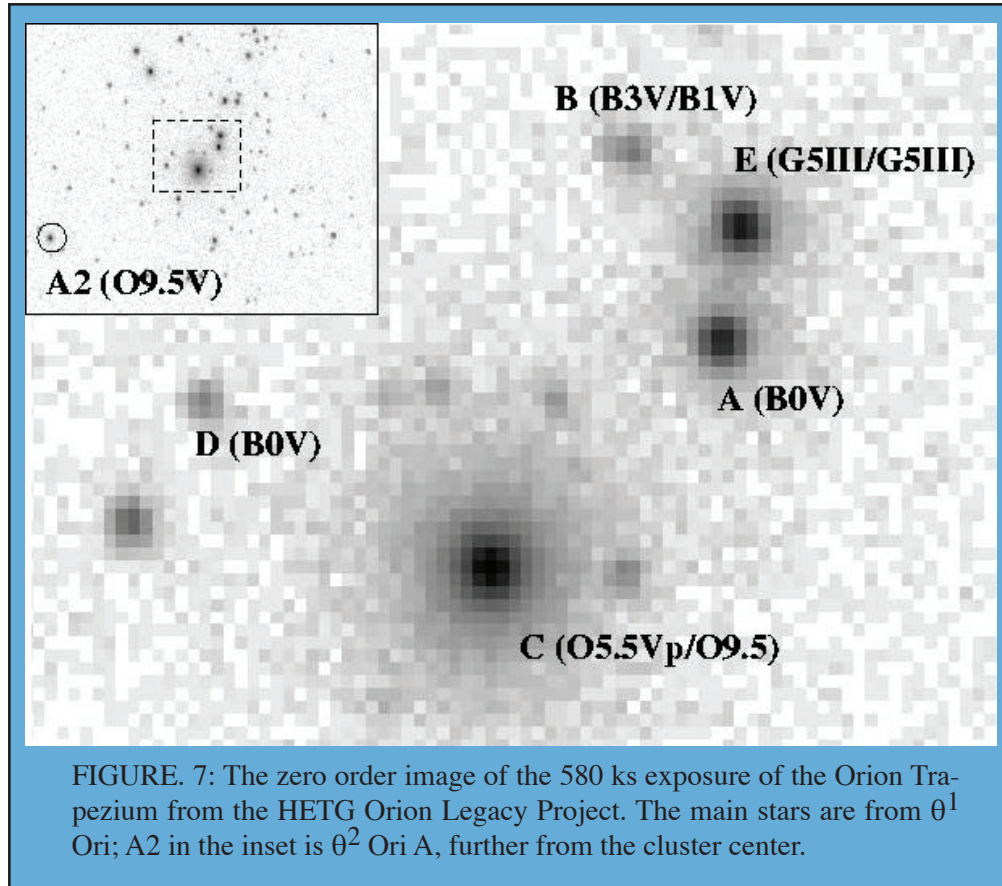 B (B3V/B1V)
E (G5III/G5III)
A2 (O9.5V)
A (B0V)
D (B0V)
C (O5.5Vp/O9.5)
FIGURE. 7: The zero order image of the 580 ks exposure of the Orion Tra-
pezium from the HETG Orion Legacy Project. The main stars are from θ¹
Ori; A2 in the inset is θ² Ori A, further from the cluster center.